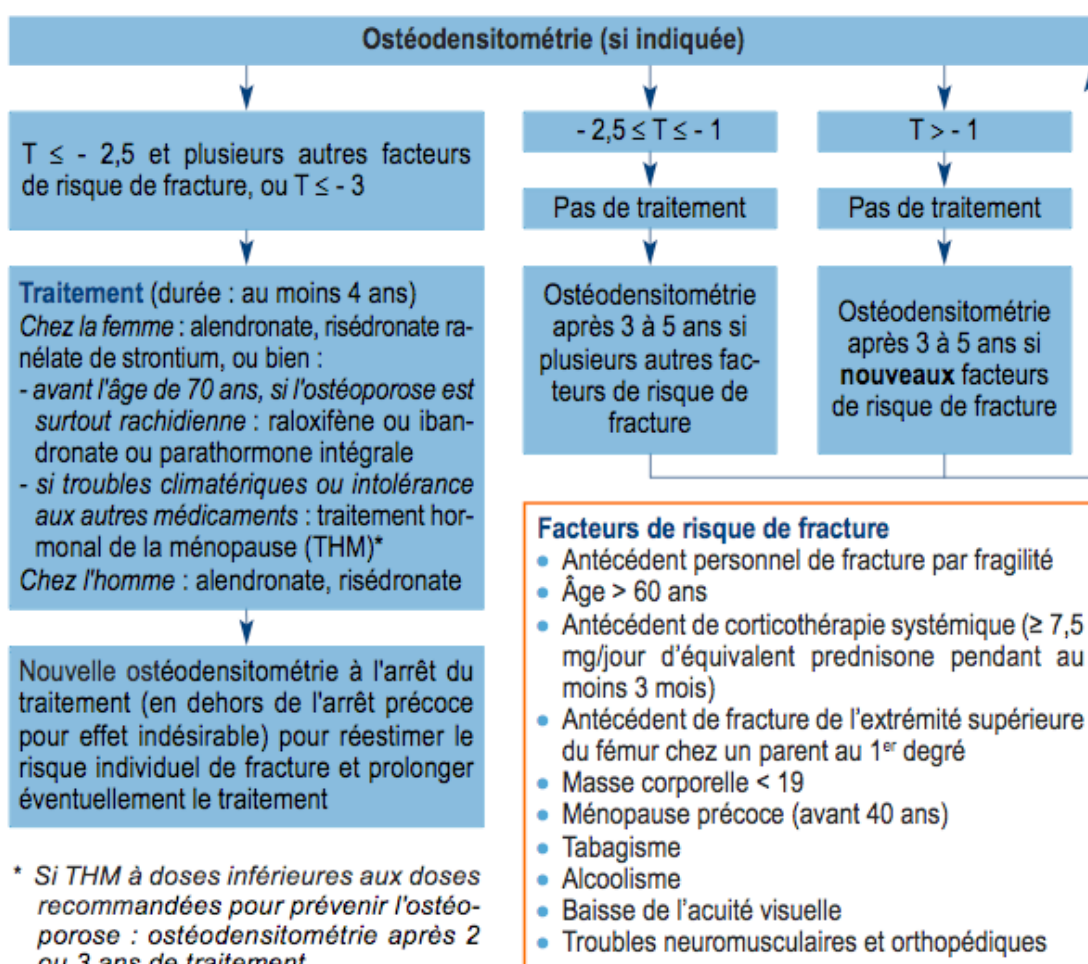 Ostéodensitométrie (si indiquée)
T ≤ - 2,5 et plusieurs autres facteurs
de risque de fracture, ou T ≤ - 3
Traitement (durée : au moins 4 ans)
Chez la femme : alendronate, risédronate ra-
nélate de strontium, ou bien :
- avant l'âge de 70 ans, si l'ostéoporose est
surtout rachidienne : raloxifène ou iban-
dronate ou parathormone intégrale
- si troubles climatériques ou intolérance
aux autres médicaments : traitement hor-
monal de la ménopause (THM)*
Chez l'homme : alendronate, risédronate
Nouvelle ostéodensitométrie à l'arrêt du
traitement (en dehors de l'arrêt précoce
pour effet indésirable) pour réestimer le
risque individuel de fracture et prolonger
éventuellement le traitement
* Si THM à doses inférieures aux doses
recommandées pour prévenir l'ostéo-
porose : ostéodensitométrie après 2
ou 3 ans de traitement
- 2,5 ≤ T ≤ - 1
Pas de traitement
Ostéodensitométrie
après 3 à 5 ans si
plusieurs autres fac-
teurs de risque de
fracture
T > - 1
Pas de traitement
Ostéodensitométrie
après 3 à 5 ans si
nouveaux facteurs
de risque de fracture
Facteurs de risque de fracture
• Antécédent personnel de fracture par fragilité
• Âge > 60 ans
• Antécédent de corticothérapie systémique (≥ 7,5
mg/jour d'équivalent prednisone pendant au
moins 3 mois)
• Antécédent de fracture de l'extrémité supérieure
du fémur chez un parent au 1er degré
• Masse corporelle < 19
• Ménopause précoce (avant 40 ans)
• Tabagisme
• Alcoolisme
• Baisse de l'acuité visuelle
• Troubles neuromusculaires et orthopédiques